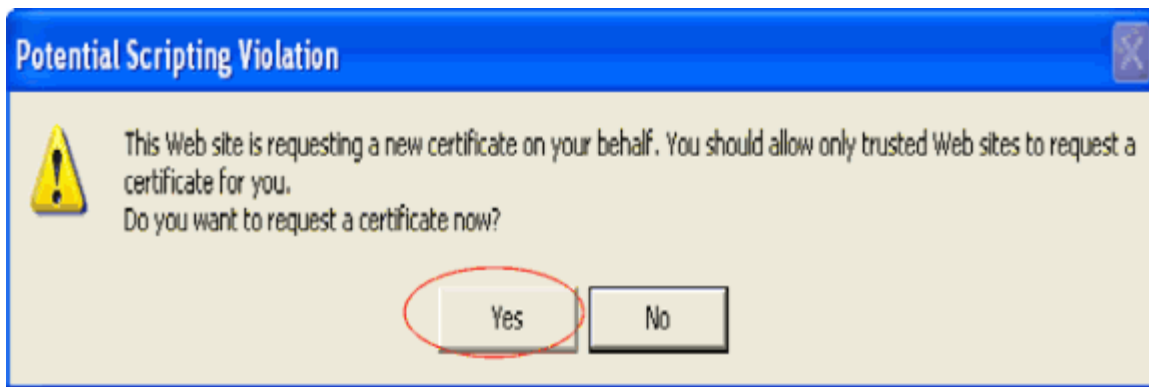 Potential Scripting Violation
This Web site is requesting a new certificate on your behalf. You should allow only trusted Web sites to request a
certificate for you.
Do you want to request a certificate now?
Yes No